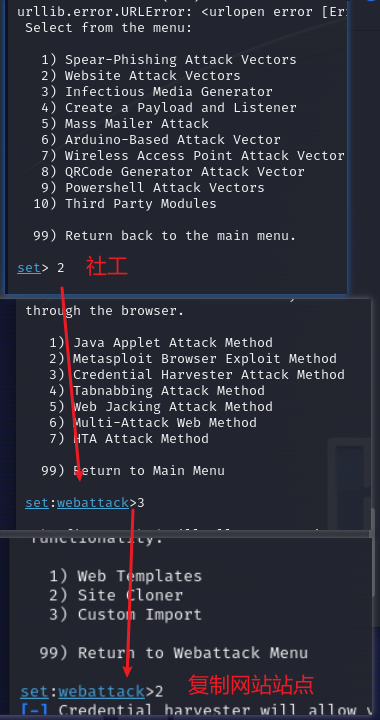 urllib.error.URLError: <urlopen error [Er
Select from the menu:
1) Spear-Phishing Attack Vectors
2) Website Attack Vectors
3) Infectious Media Generator
4) Create a Payload and Listener
5) Mass Mailer Attack
6) Arduino-Based Attack Vector
7) Wireless Access Point Attack Vector
8) QRCode Generator Attack Vector
9) Powershell Attack Vectors
10) Third Party Modules
99) Return back to the main menu.
set> 2 社工
through the browser.
1) Java Applet Attack Method
2) Metasploit Browser Exploit Method
3) Credential Harvester Attack Method
4) Tabnabbing Attack Method
5) Web Jacking Attack Method
6) Multi-Attack Web Method
7) HTA Attack Method
99) Return to Main Menu
set:webattack>3
functionality.
1) Web Templates
2) Site Cloner
3) Custom Import
99) Return to Webattack Menu
set:webattack>2 复制网站站点
[-] Credential harvester will allow